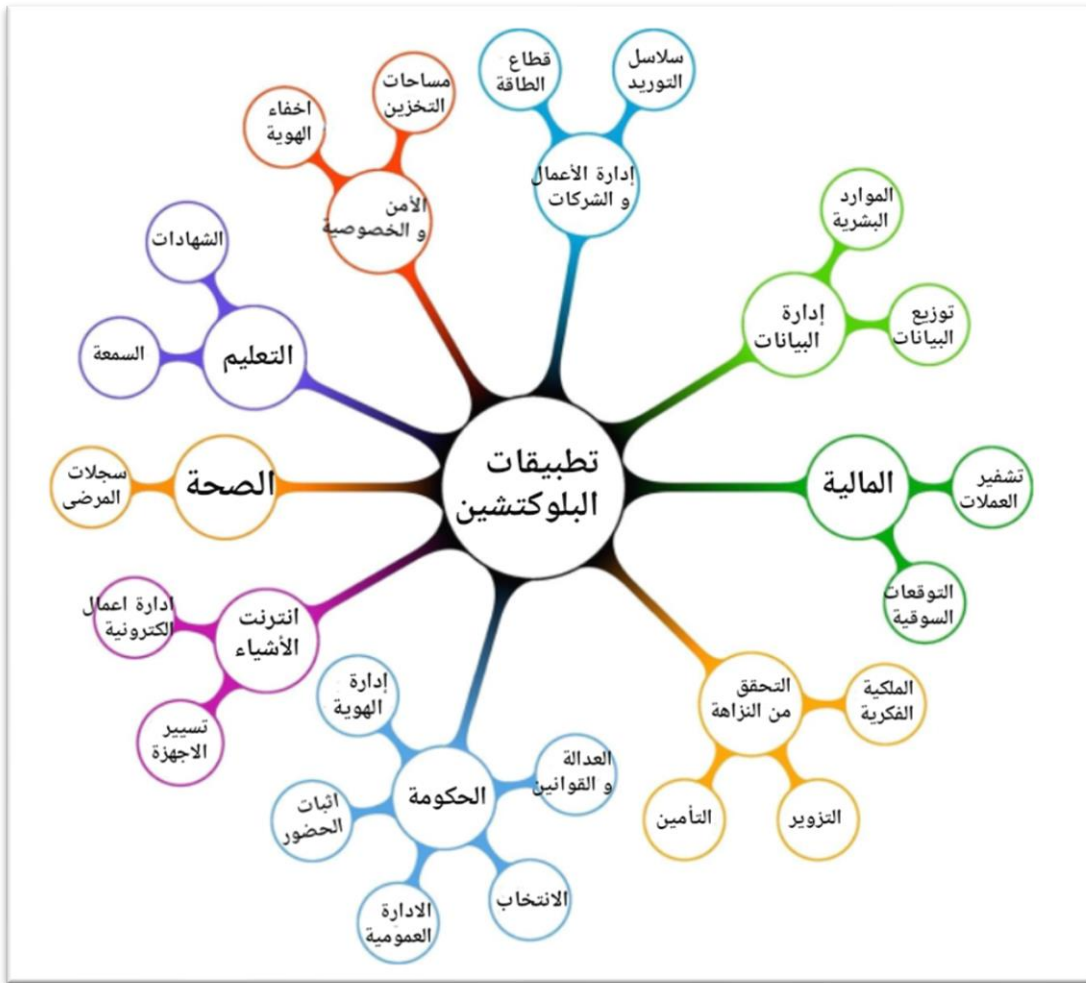 تطبيقات
البلوكتشين
إدارة الأعمال
و الشركات
قطاع
الطاقة
سلاسل
التوريد
إدارة
البيانات
الموارد
البشرية
توزيع
البيانات
المالية
تشفير
العملات
التوقعات
السوقية
التحقق
من النزاهة
الملكية
الفكرية
التزوير
التأمين
الحكومة
العدالة
و القوانين
الانتخاب
الادارة
العمومية
اثبات
الحضور
إدارة
الهوية
انترنت
الأشياء
ادارة اعمال
الكترونية
تسيير
الاجهزة
الصحة
سجلات
المرضى
التعليم
السمعة
الشهادات
الأمن
و الخصوصية
اخفاء
الهوية
مساحات
التخزين